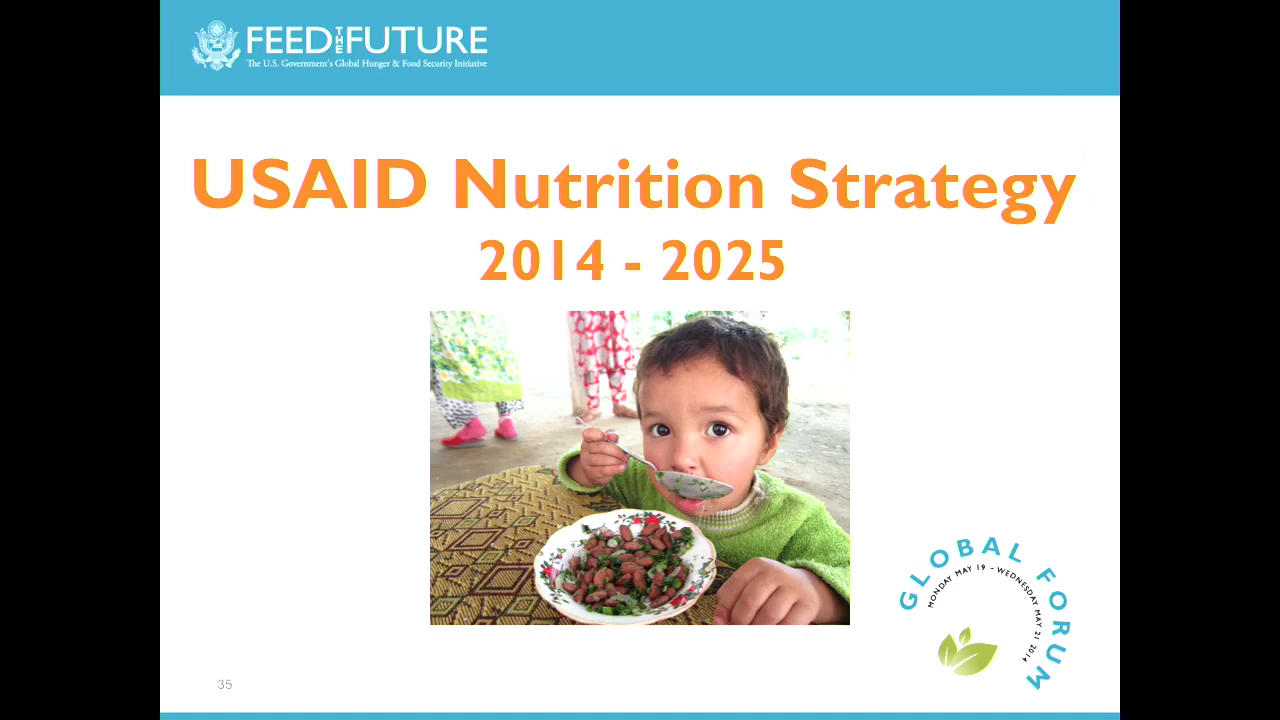 FEED THE FUTURE
The U.S. Government's Global Hunger & Food Security Initiative
USAID Nutrition Strategy
2014 - 2025
GLOBAL FORUM
MONDAY MAY 19 - WEDNESDAY MAY 21 2014
35